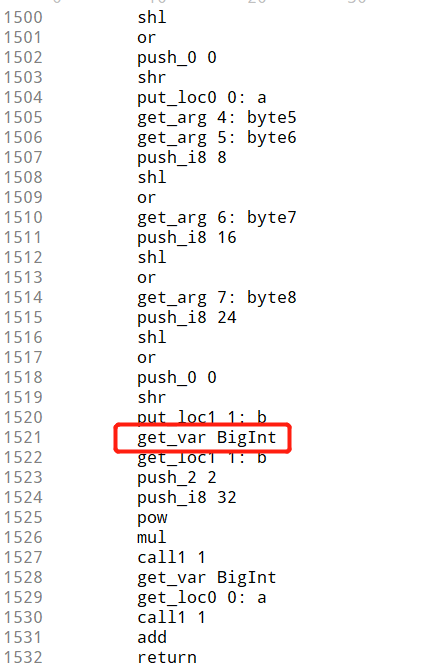 1500 shl
1501 or
1502 push_0 0
1503 shr
1504 put_loc0 0: a
1505 get_arg 4: byte5
1506 get_arg 5: byte6
1507 push_i8 8
1508 shl
1509 or
1510 get_arg 6: byte7
1511 push_i8 16
1512 shl
1513 or
1514 get_arg 7: byte8
1515 push_i8 24
1516 shl
1517 or
1518 push_0 0
1519 shr
1520 put_loc1 1: b
1521 get_var BigInt
1522 get_loc1 1: b
1523 push_2 2
1524 push_i8 32
1525 pow
1526 mul
1527 call1 1
1528 get_var BigInt
1529 get_loc0 0: a
1530 call1 1
1531 add
1532 return